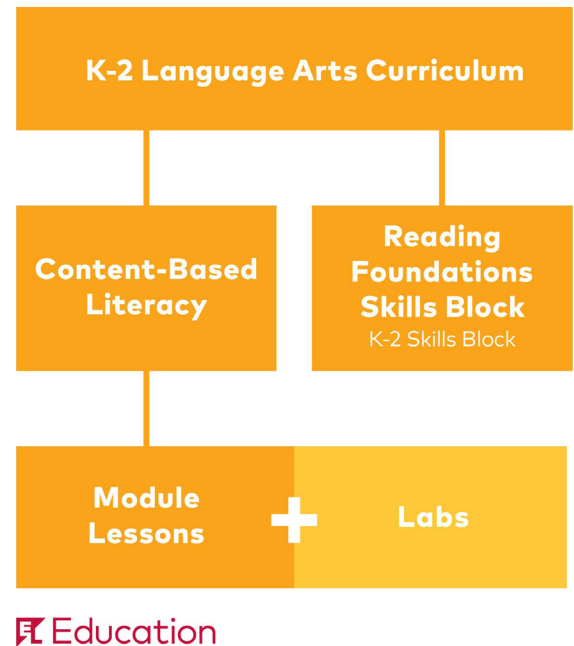 K-2 Language Arts Curriculum
Content-Based
Literacy
Reading
Foundations
Skills Block
K-2 Skills Block
Module
Lessons
+
Labs
EL Education